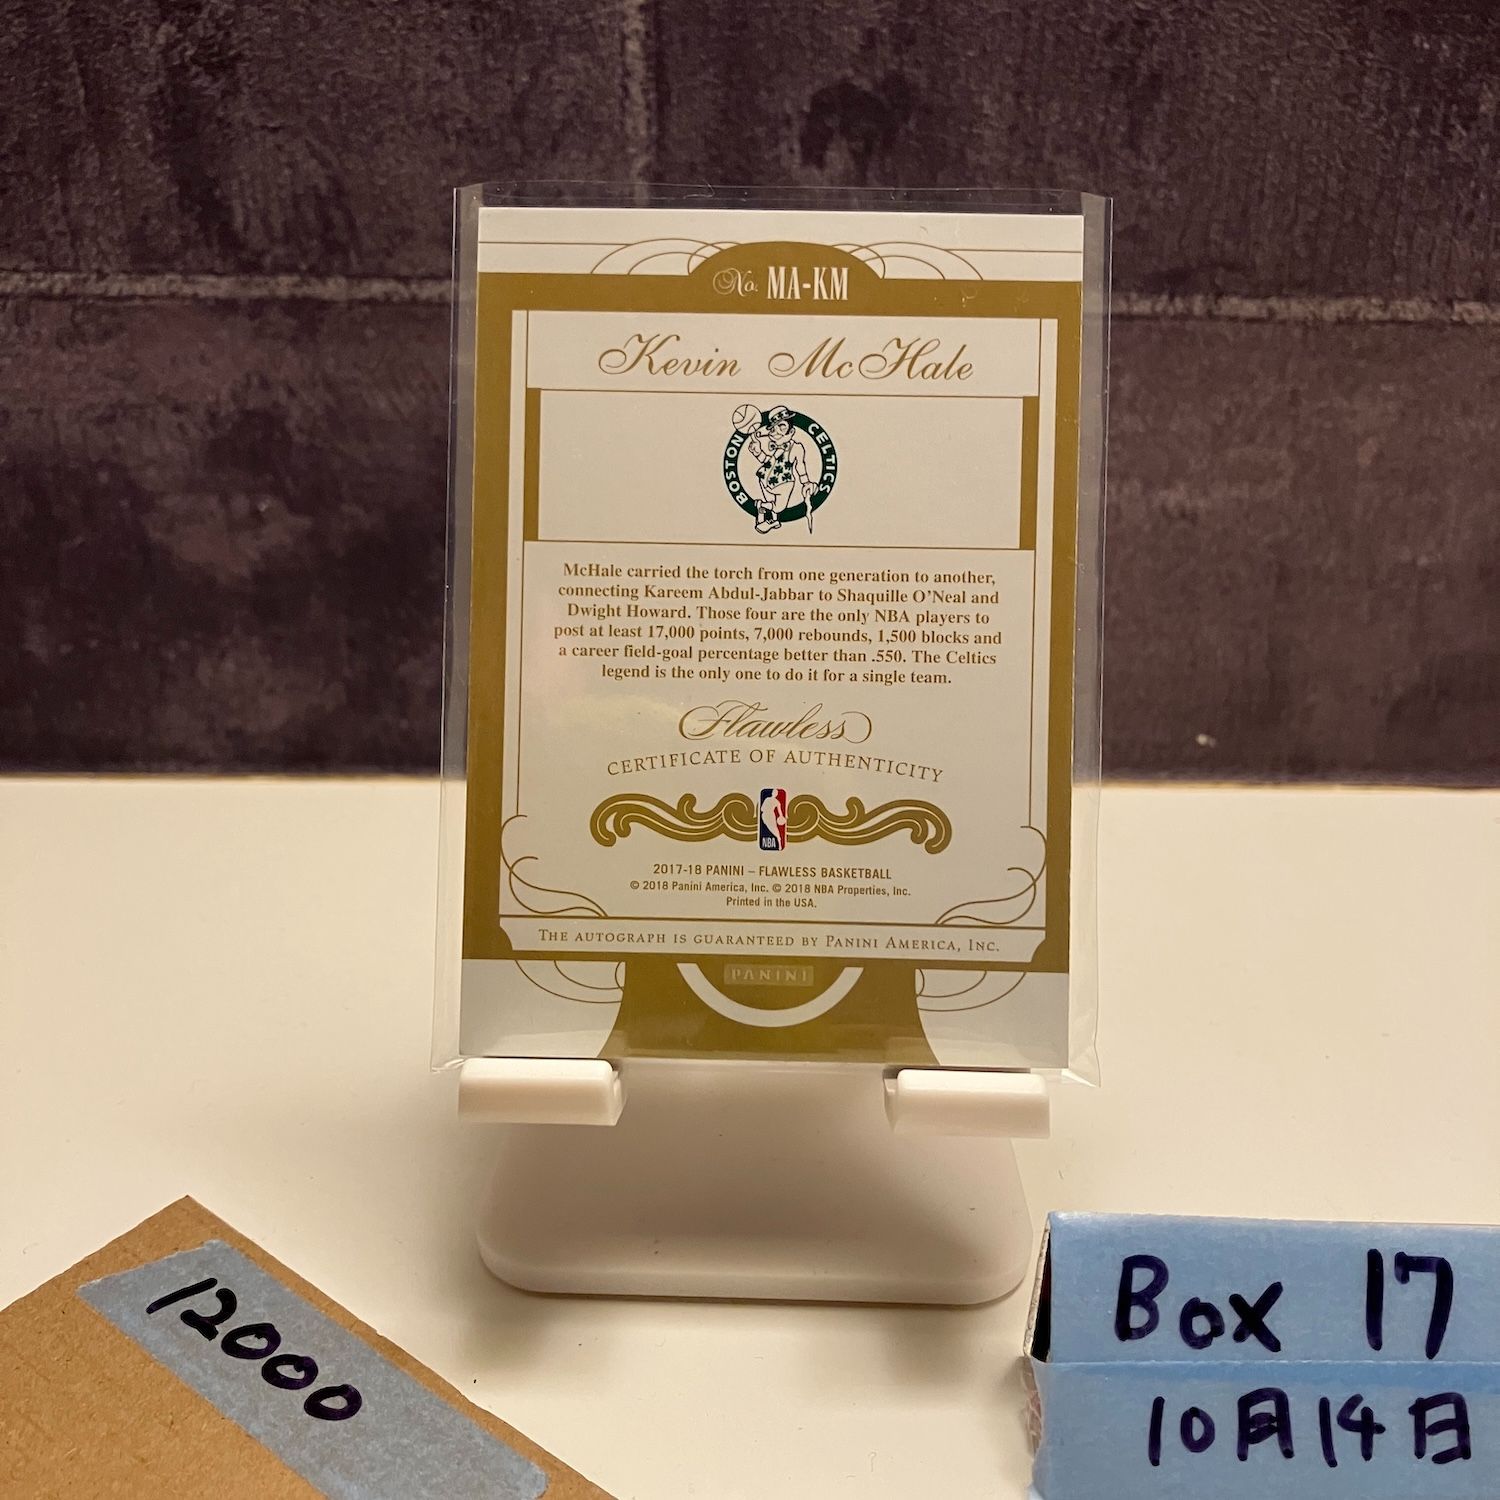 No. MA-KM
Kevin McHale
BOSTON CELTICS
McHale carried the torch from one generation to another,
connecting Kareem Abdul-Jabbar to Shaquille O'Neal and
Dwight Howard. Those four are the only NBA players to
post at least 17,000 points, 7,000 rebounds, 1,500 blocks and
a career field-goal percentage better than .550. The Celtics
legend is the only one to do it for a single team.
Flawless
CERTIFICATE OF AUTHENTICITY
NBA
2017-18 PANINI – FLAWLESS BASKETBALL
© 2018 Panini America, Inc. © 2018 NBA Properties, Inc.
Printed in the USA.
THE AUTOGRAPH IS GUARANTEED BY PANINI AMERICA, INC.
PANINI
12000
Box 17
10月14日